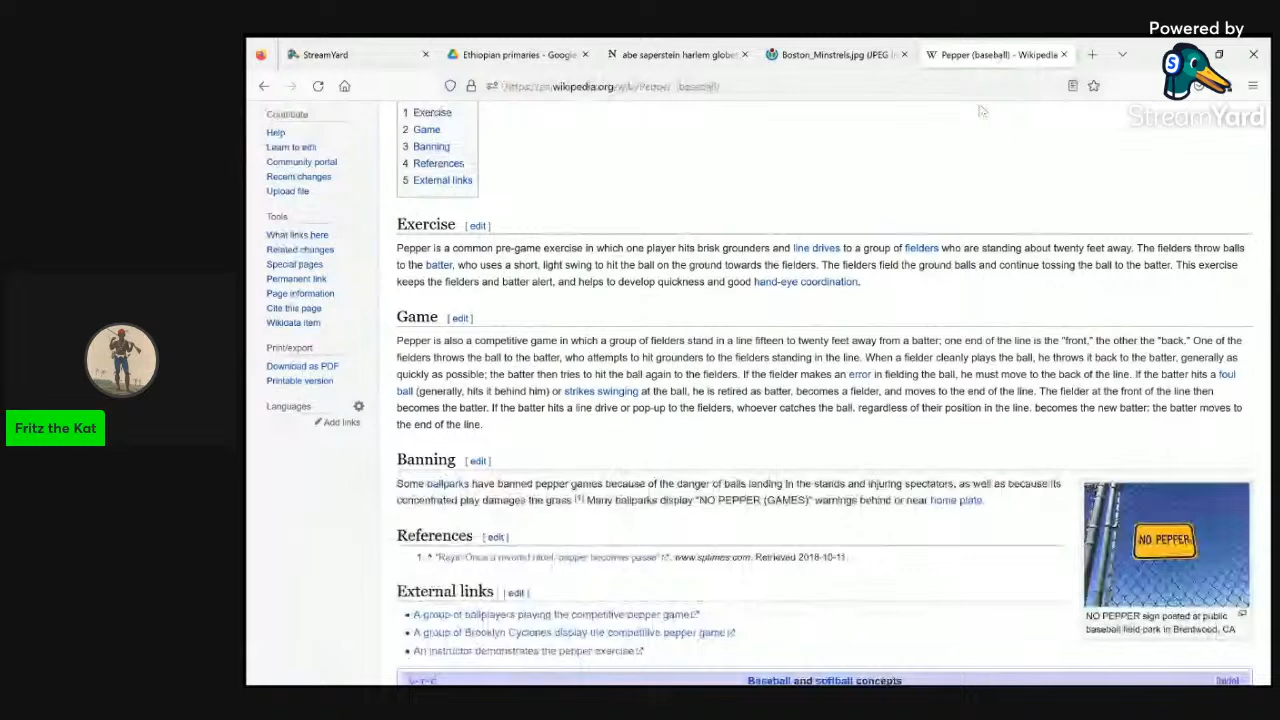 Powered by
StreamYard
StreamYard
Ethiopian primaries - Google
abe saperstein harlem globe
Boston_Minstrels.jpg (JPEG
Pepper (baseball) - Wikipedia
wikipedia.org
Contribute
Help
Learn to edit
Community portal
Recent changes
Upload file
Tools
What links here
Related changes
Special pages
Permanent link
Page information
Cite this page
Wikidata item
Print/export
Download as PDF
Printable version
Languages
Add links
1 Exercise
2 Game
3 Banning
4 References
5 External links
Exercise [ edit ]
Pepper is a common pre-game exercise in which one player hits brisk grounders and line drives to a group of fielders who are standing about twenty feet away. The fielders throw balls
to the batter, who uses a short, light swing to hit the ball on the ground towards the fielders. The fielders field the ground balls and continue tossing the ball to the batter. This exercise
keeps the fielders and batter alert, and helps to develop quickness and good hand-eye coordination.
Game [ edit ]
Pepper is also a competitive game in which a group of fielders stand in a line fifteen to twenty feet away from a batter; one end of the line is the "front," the other the "back." One of the
fielders throws the ball to the batter, who attempts to hit grounders to the fielders standing in the line. When a fielder cleanly plays the ball, he throws it back to the batter, generally as
quickly as possible; the batter then tries to hit the ball again to the fielders. If the fielder makes an error in fielding the ball, he must move to the back of the line. If the batter hits a foul
ball (generally, hits it behind him) or strikes swinging at the ball, he is retired as batter, becomes a fielder, and moves to the end of the line. The fielder at the front of the line then
becomes the batter. If the batter hits a line drive or pop-up to the fielders, whoever catches the ball, regardless of their position in the line, becomes the new batter; the batter moves to
the end of the line.
Banning [ edit ]
Some ballparks have banned pepper games because of the danger of balls landing in the stands and injuring spectators, as well as because its
concentrated play damages the grass.[1] Many ballparks display "NO PEPPER (GAMES)" warnings behind or near home plate.
NO PEPPER
NO PEPPER sign posted at public
baseball field park in Brentwood, CA
References [ edit ]
1. ^ "Rays: Once a revered ritual, pepper becomes passe". www.sptimes.com. Retrieved 2018-10-11.
External links [ edit ]
A group of ballplayers playing the competitive pepper game
A group of Brooklyn Cyclones display the competitive pepper game
An instructor demonstrates the pepper exercise
V·T·E
Baseball and softball concepts
Fritz the Kat